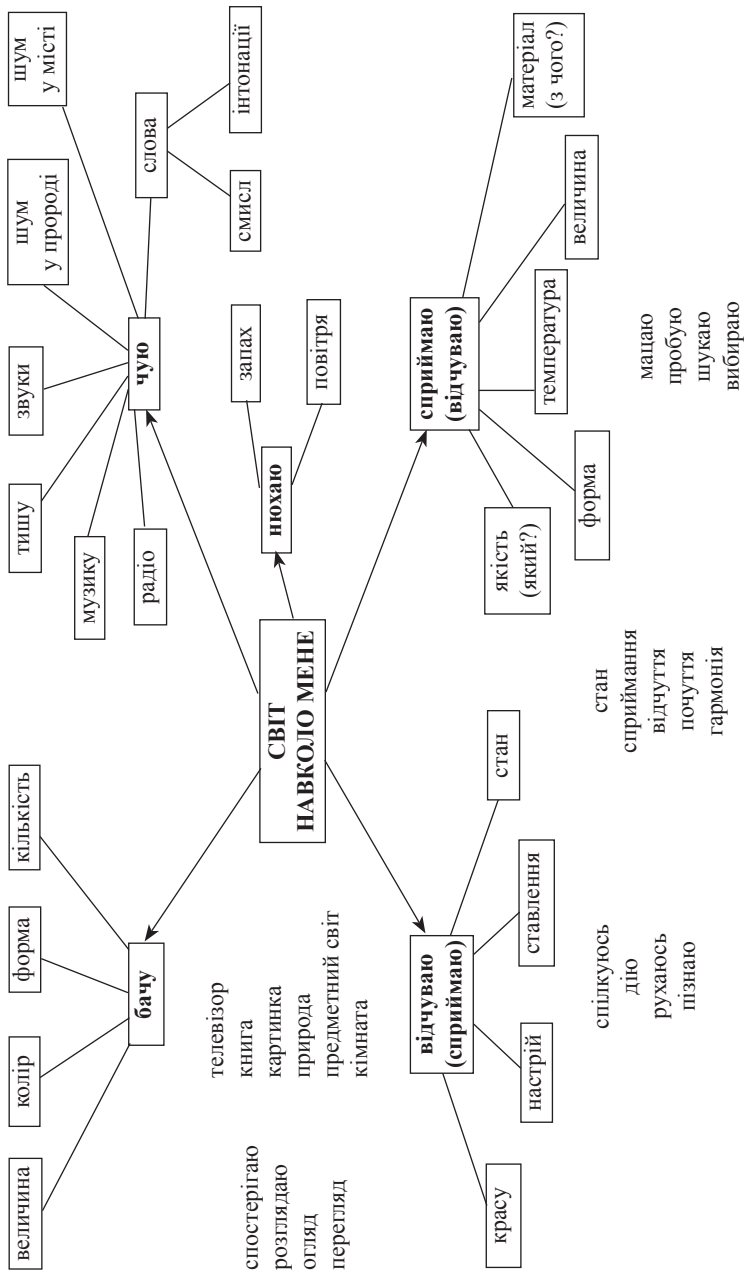 величина
колір
форма
кількість
бачу
спостерігаю
розглядаю
огляд
перегляд
телевізор
книга
картинка
природа
предметний світ
кімната
тишу
звуки
шум
у пророді
шум
у місті
музику
радіо
чую
слова
смисл
інтонації
СВІТ
НАВКОЛО МЕНЕ
нюхаю
запах
повітря
відчуваю
(сприймаю)
красу
настрій
ставлення
стан
спілкуюсь
дію
рухаюсь
пізнаю
стан
сприймання
відчуття
почуття
гармонія
сприймаю
(відчуваю)
якість
(який?)
форма
температура
величина
матеріал
(з чого?)
мацаю
пробую
шукаю
вибираю